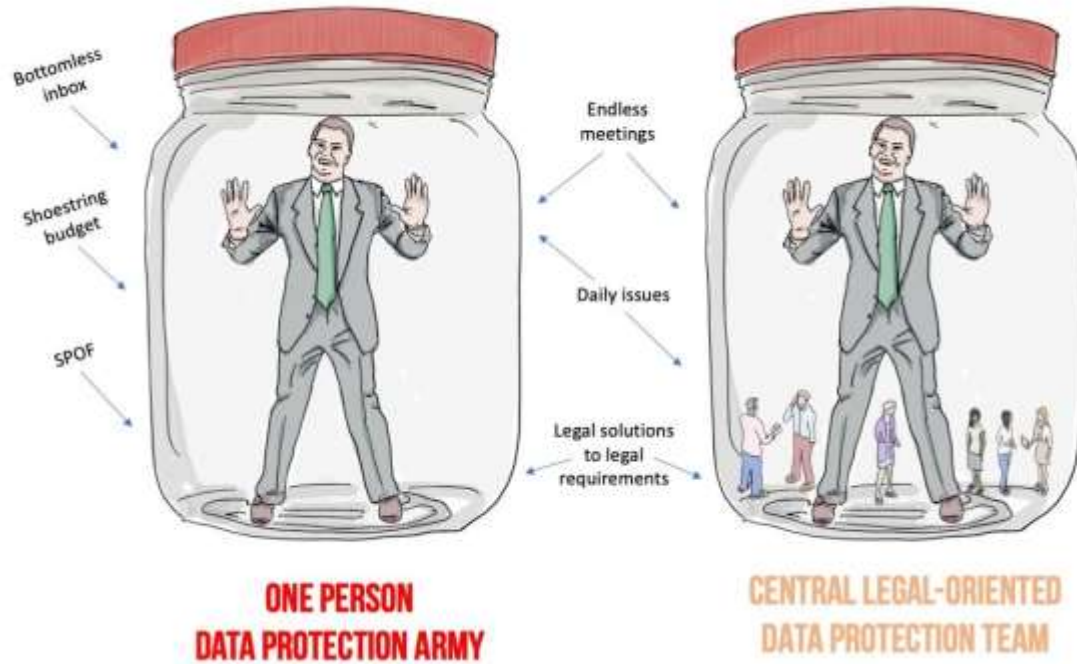 Bottomless
inbox
Shoestring
budget
SPOF
Endless
meetings
Daily issues
Legal solutions
to legal
requirements
ONE PERSON
DATA PROTECTION ARMY
CENTRAL LEGAL-ORIENTED
DATA PROTECTION TEAM